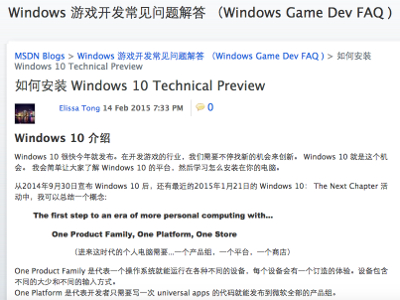 Windows 游戏开发常见问题解答 （Windows Game Dev FAQ )
MSDN Blogs > Windows 游戏开发常见问题解答 （Windows Game Dev FAQ ) > 如何安装
Windows 10 Technical Preview
如何安装 Windows 10 Technical Preview
Elissa Tong 14 Feb 2015 7:33 PM 0
Windows 10 介绍
Windows 10 很快今年就发布。在开发游戏的行业，我们需要不停找新的机会来创新。 Windows 10 就是这个机
会。 我会简单让大家了解 Windows 10 的平台，然后学习怎么安装在你的电脑。
从2014年9月30日宣布 Windows 10 后，还有最近的2015年1月21日的 Windows 10： The Next Chapter 活
动中，我可以总结一个概念:
The first step to an era of more personal computing with...
One Product Family, One Platform, One Store
（进来这时代的个人电脑需要...一个产品组，一个平台，一个商店）
One Product Family 是代表一个操作系统就能运行在各种不同的设备，每个设备会有一个订造的体验。设备包含
不同的大少和不同的输入方式。
One Platform 是代表开发者只需要写一次 universal apps 的代码就能发布到微软全部的产品组。